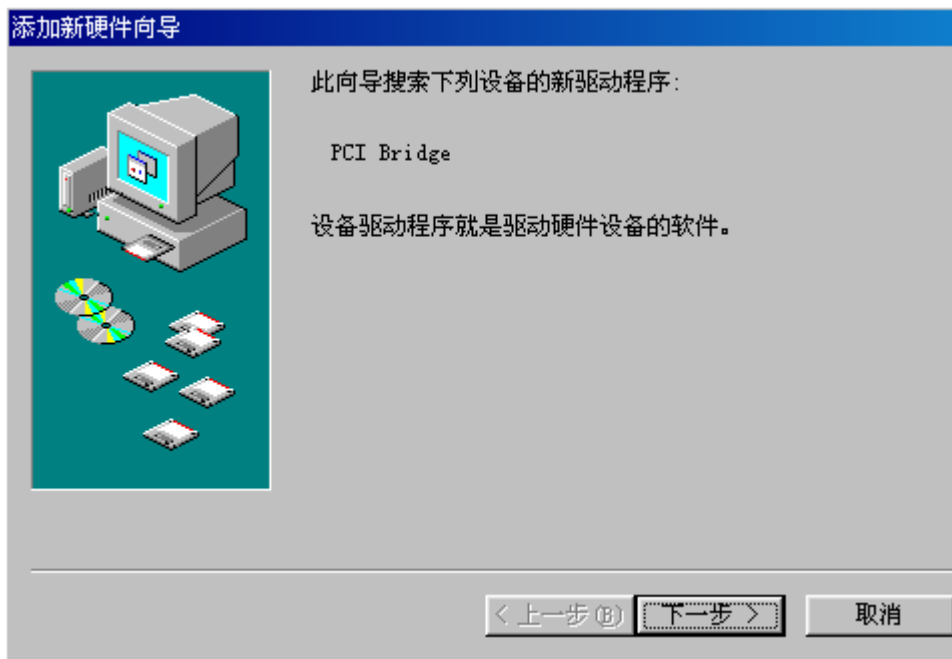 添加新硬件向导
此向导搜索下列设备的新驱动程序:
PCI Bridge
设备驱动程序就是驱动硬件设备的软件。
< 上一步(B)
下一步 >
取消